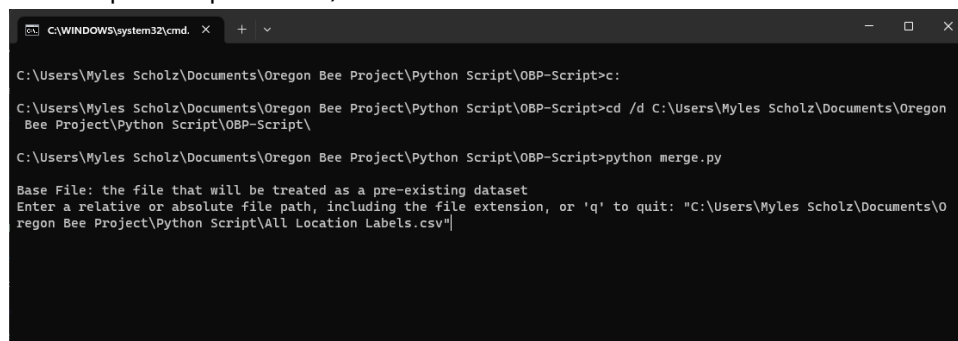 C:\WINDOWS\system32\cmd.
C:\Users\Myles Scholz\Documents\Oregon Bee Project\Python Script\OBP-Script>c:
C:\Users\Myles Scholz\Documents\Oregon Bee Project\Python Script\OBP-Script>cd /d C:\Users\Myles Scholz\Documents\Oregon
Bee Project\Python Script\OBP-Script\
C:\Users\Myles Scholz\Documents\Oregon Bee Project\Python Script\OBP-Script>python merge.py
Base File: the file that will be treated as a pre-existing dataset
Enter a relative or absolute file path, including the file extension, or 'q' to quit: "C:\Users\Myles Scholz\Documents\O
regon Bee Project\Python Script\All Location Labels.csv"